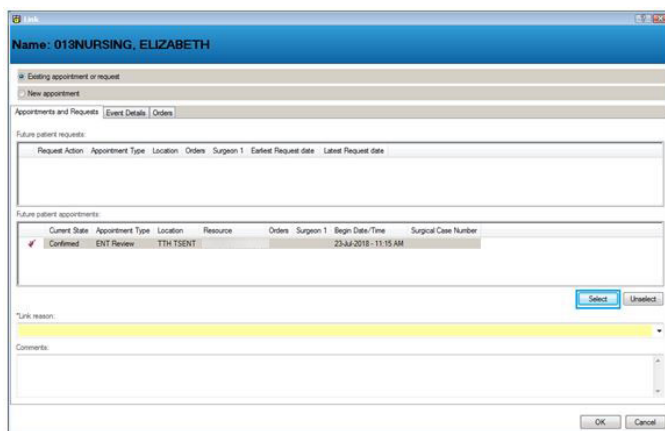 Link
Name: 013NURSING, ELIZABETH
Existing appointment or request
New appointment
Appointments and Requests Event Details Orders
Future patient requests:
Request Action Appointment Type Location Orders Surgeon 1 Earliest Request date Latest Request date
Future patient appointments:
Current State Appointment Type Location Resource Orders Surgeon 1 Begin Date/Time Surgical Case Number
Confirmed ENT Review TTH TSENT 23-Jul-2018 - 11:15 AM
Select Unselect
*Link reason:
Comments:
OK Cancel